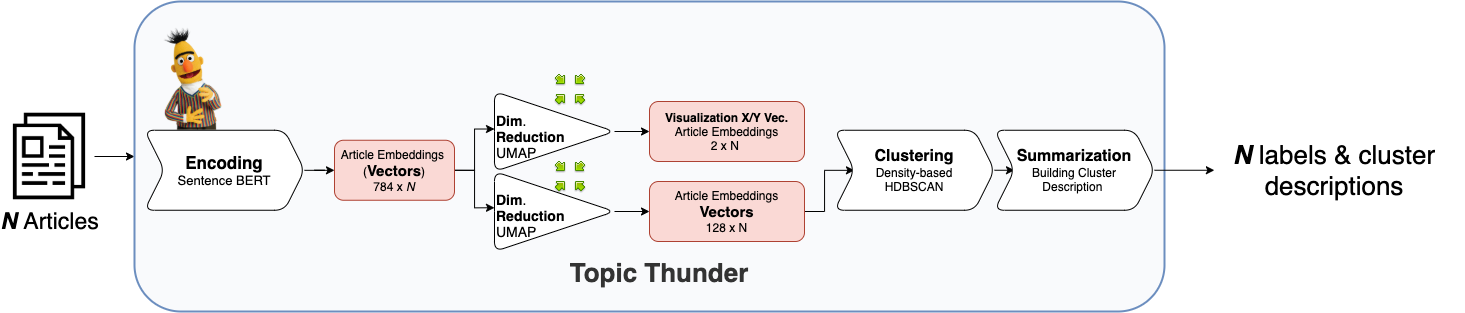 N Articles
Encoding
Sentence BERT
Article Embeddings
(Vectors)
784 x N
Dim.
Reduction
UMAP
Visualization X/Y Vec.
Article Embeddings
2 x N
Dim.
Reduction
UMAP
Article Embeddings
Vectors
128 x N
Clustering
Density-based
HDBSCAN
Summarization
Building Cluster
Description
N labels & cluster
descriptions
Topic Thunder